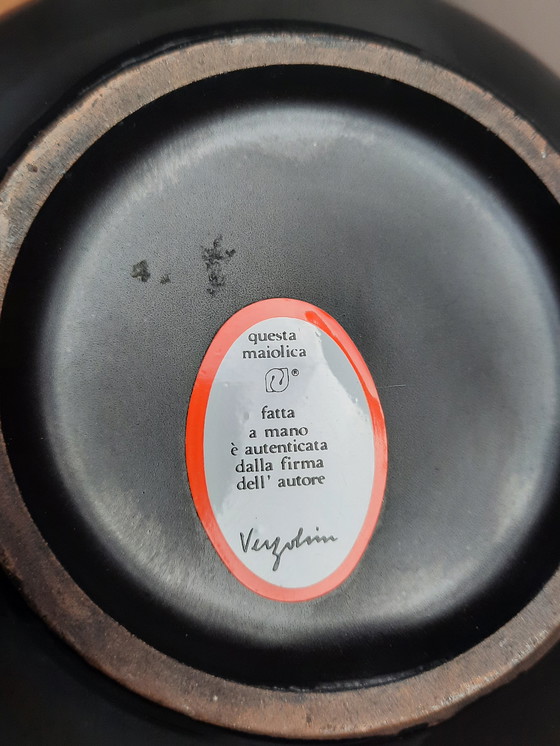 questa
maiolica
®
fatta
a mano
è autenticata
dalla firma
dell' autore
Vergolin